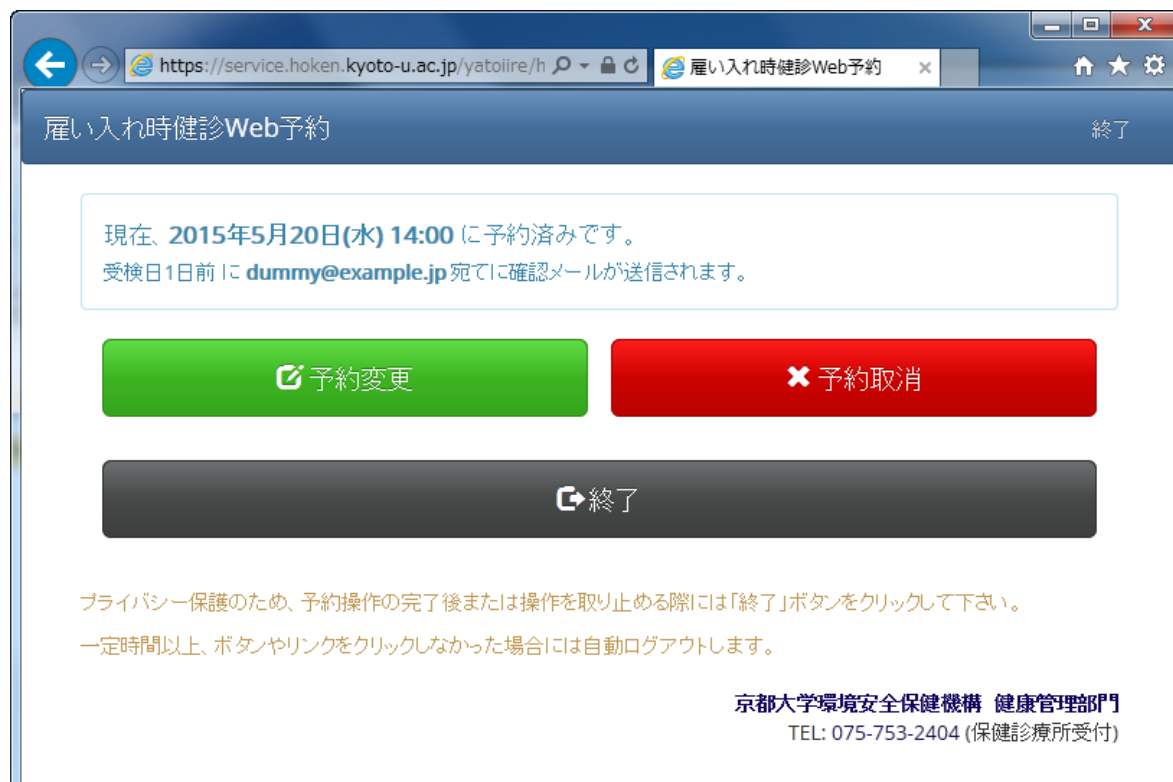 https://service.hoken.kyoto-u.ac.jp/yatoiire/h
雇い入れ時健診Web予約
雇い入れ時健診Web予約
終了
現在、2015年5月20日(水) 14:00 に予約済みです。
受検日1日前 に dummy@example.jp 宛てに確認メールが送信されます。
予約変更
予約取消
終了
プライバシー保護のため、予約操作の完了後または操作を取り止める際には「終了」ボタンをクリックして下さい。
一定時間以上、ボタンやリンクをクリックしなかった場合には自動ログアウトします。
京都大学環境安全保健機構 健康管理部門
TEL: 075-753-2404 (保健診療所受付)